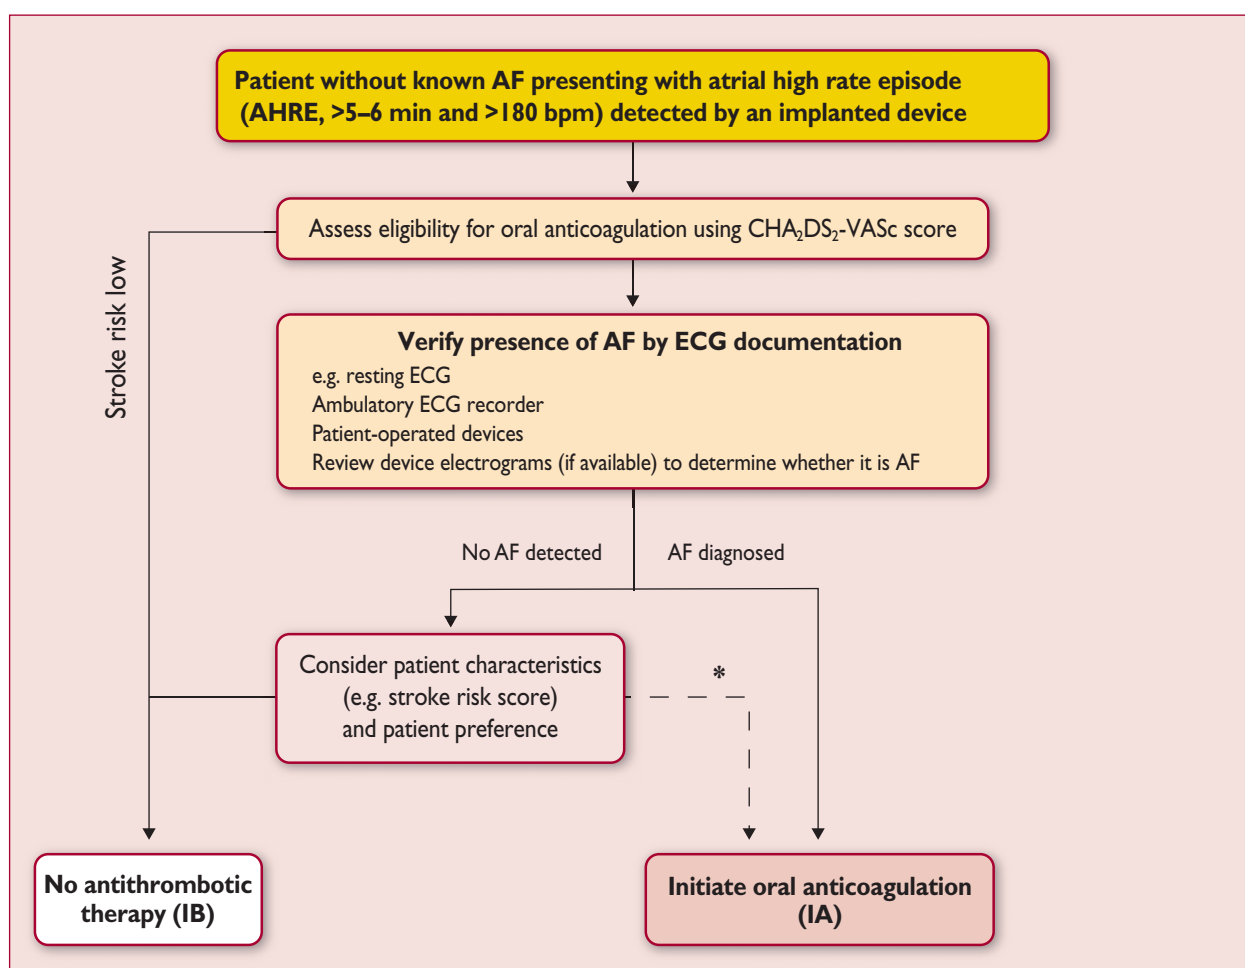 Patient without known AF presenting with atrial high rate episode
(AHRE, >5–6 min and >180 bpm) detected by an implanted device
Assess eligibility for oral anticoagulation using CHA₂DS₂-VASc score
Stroke risk low
Verify presence of AF by ECG documentation
e.g. resting ECG
Ambulatory ECG recorder
Patient-operated devices
Review device electrograms (if available) to determine whether it is AF
No AF detected
AF diagnosed
Consider patient characteristics
(e.g. stroke risk score)
and patient preference
*
No antithrombotic
therapy (IB)
Initiate oral anticoagulation
(IA)